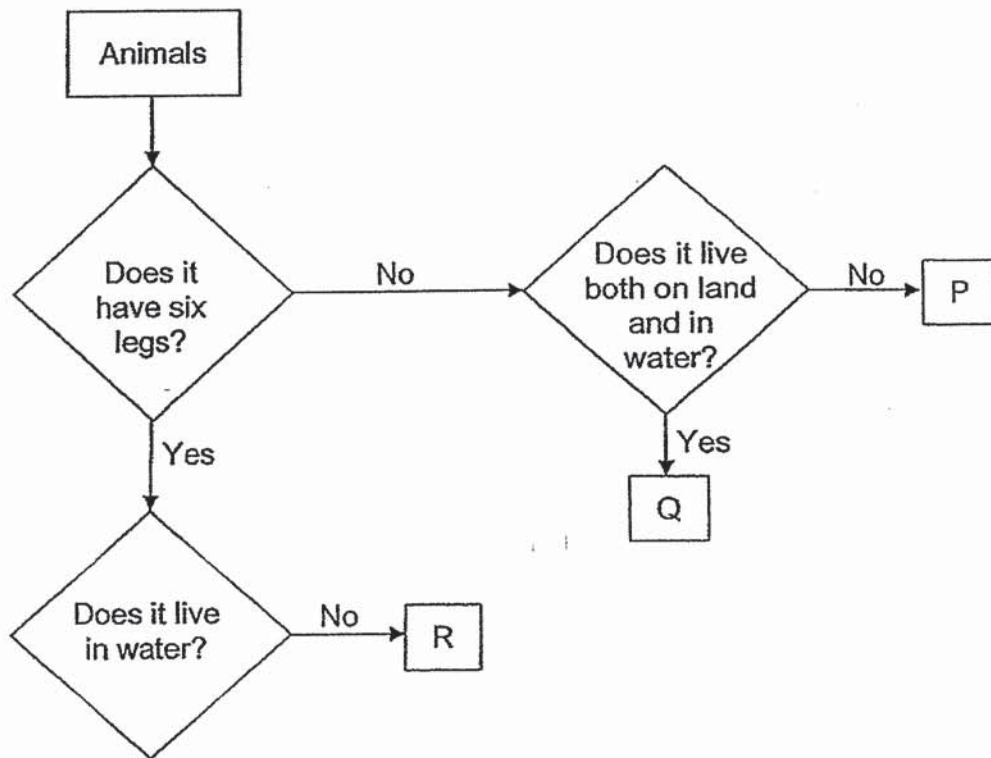 Animals
Does it
have six
legs?
No
Does it live
both on land
and in
water?
No
P
Yes
Q
Yes
Does it live
in water?
No
R